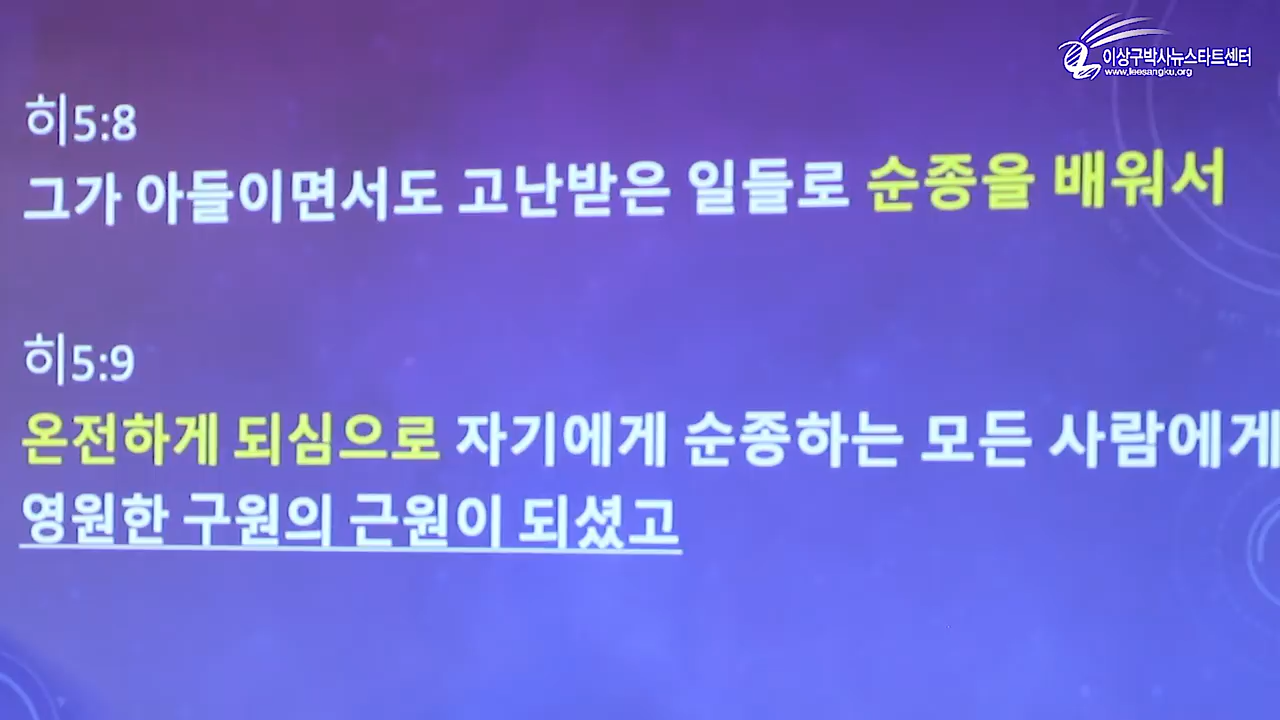 이상구박사뉴스타트센터
www.leesangku.org
히5:8
그가 아들이면서도 고난받은 일들로 순종을 배워서
히5:9
온전하게 되심으로 자기에게 순종하는 모든 사람에게
영원한 구원의 근원이 되셨고